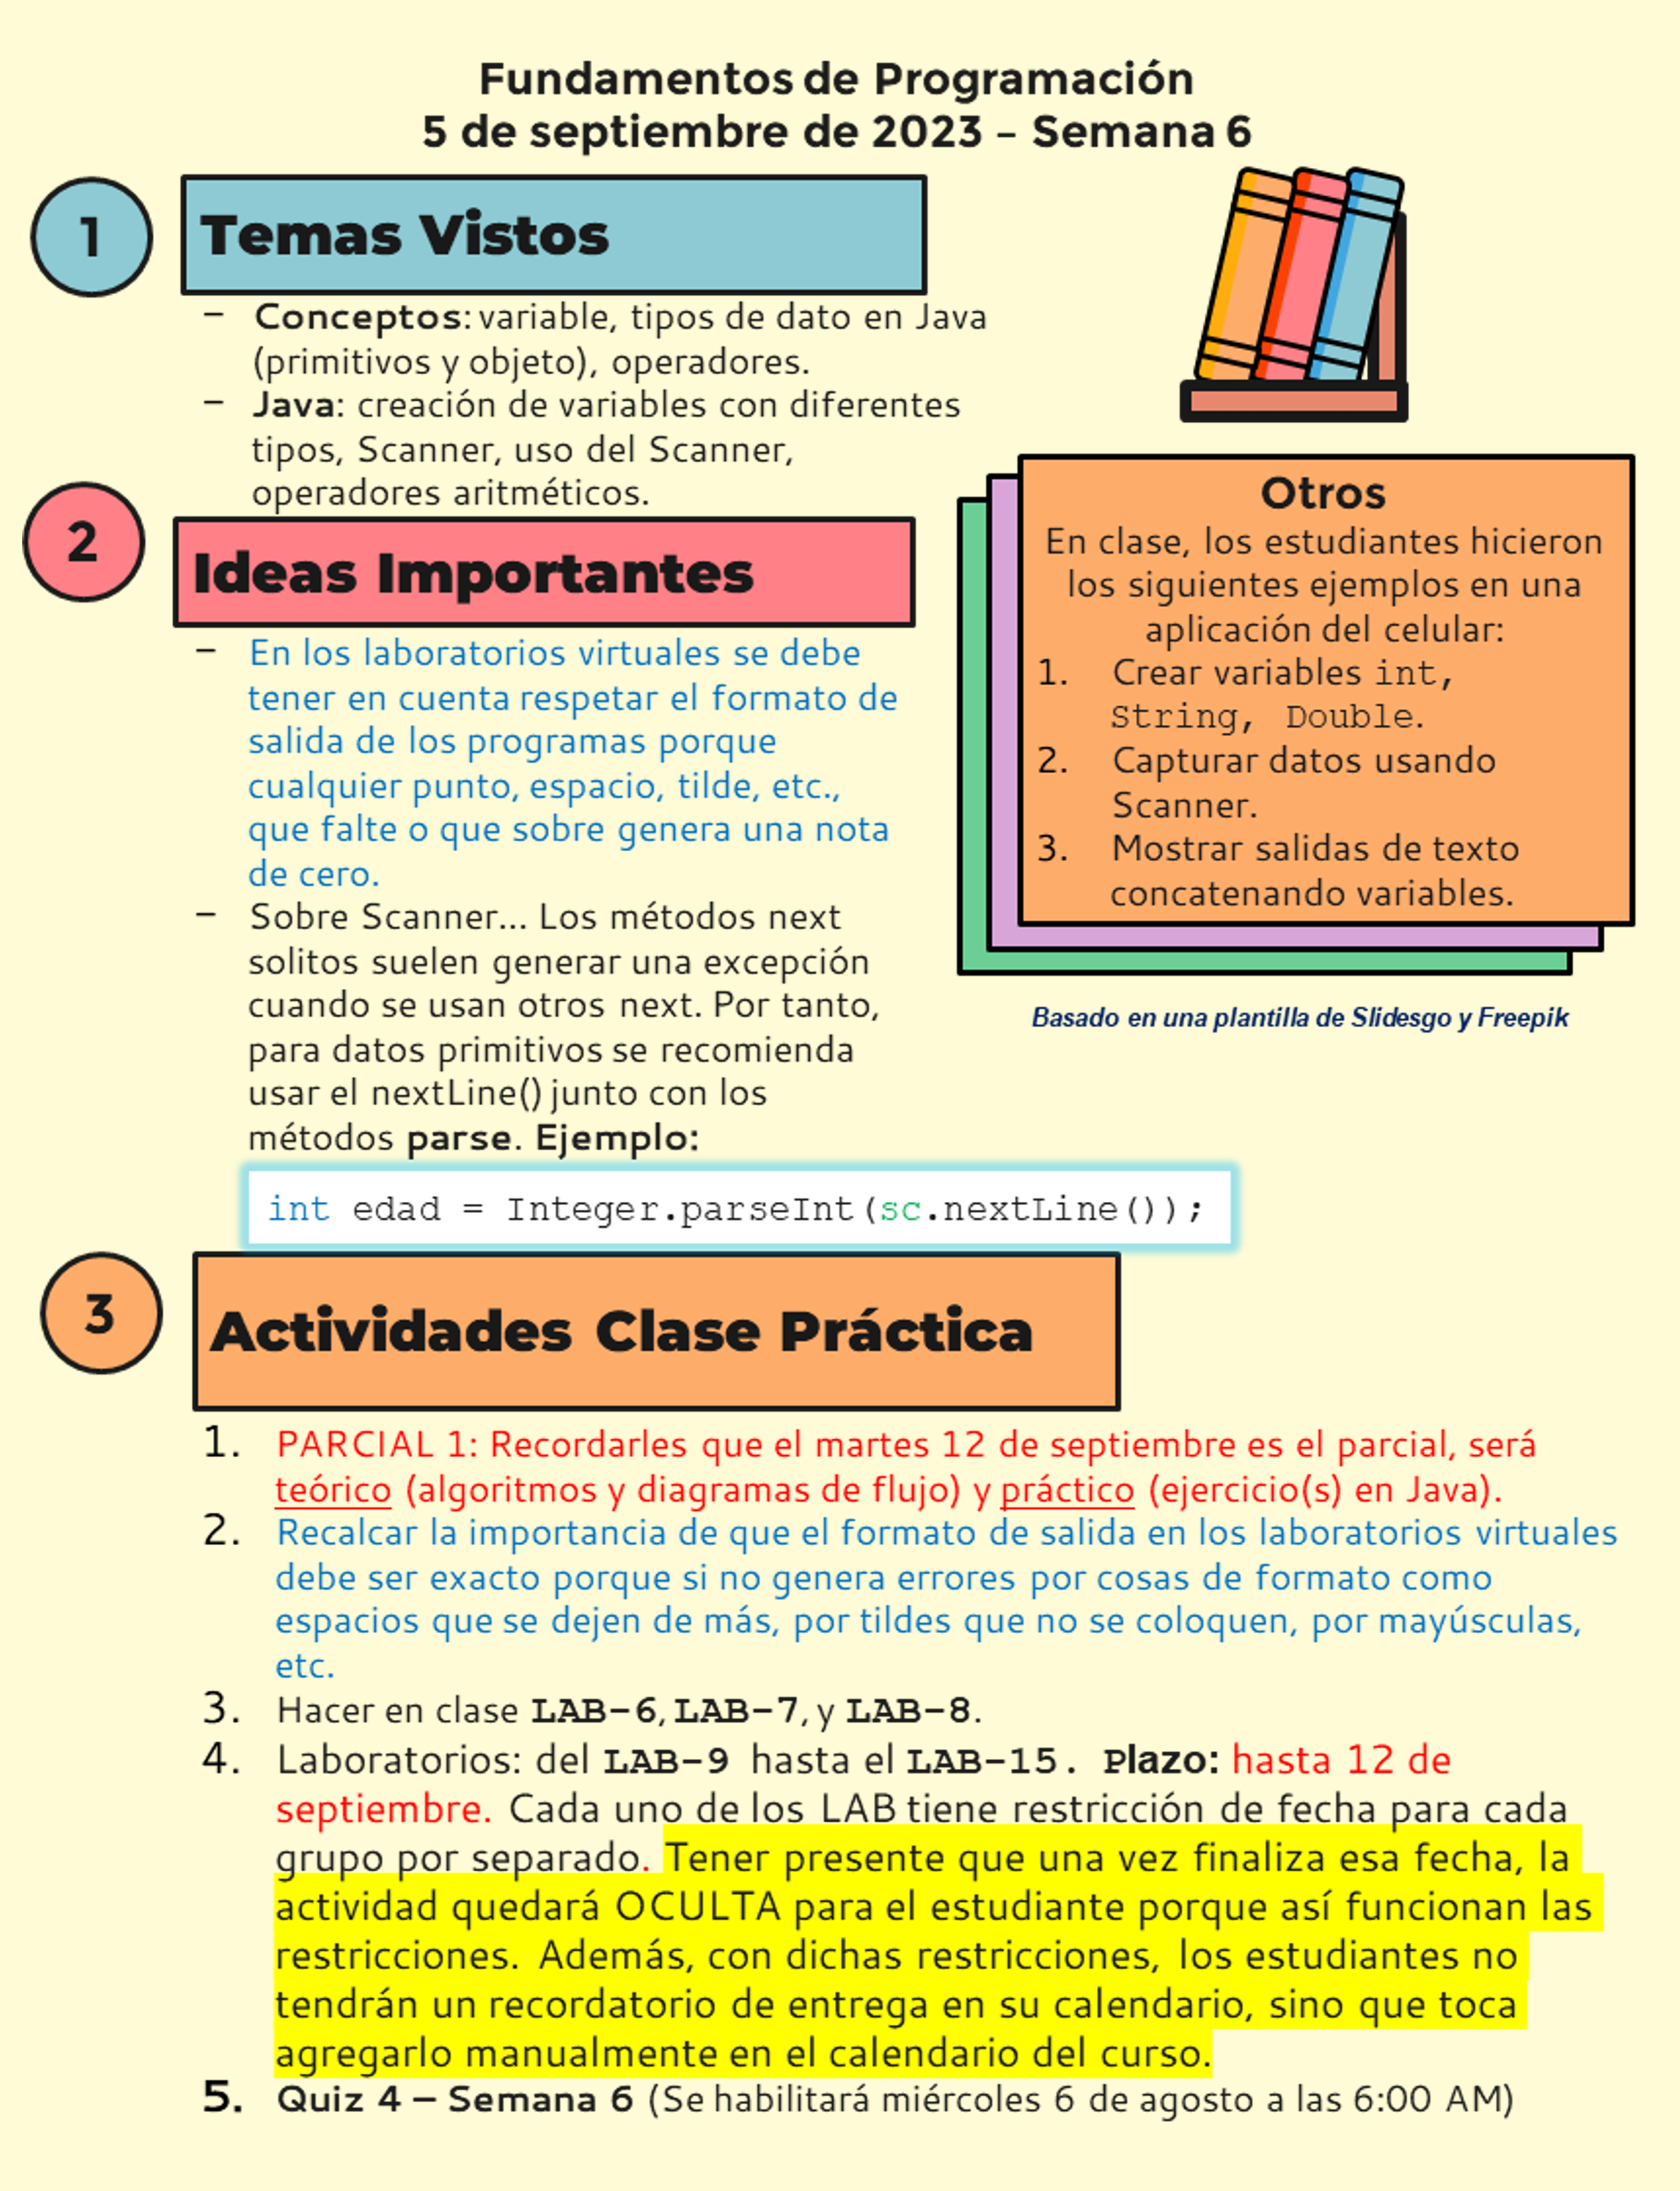 Fundamentos de Programación
5 de septiembre de 2023 – Semana 6
1
Temas Vistos
– Conceptos: variable, tipos de dato en Java
(primitivos y objeto), operadores.
– Java: creación de variables con diferentes
tipos, Scanner, uso del Scanner,
operadores aritméticos.
2
Ideas Importantes
– En los laboratorios virtuales se debe
tener en cuenta respetar el formato de
salida de los programas porque
cualquier punto, espacio, tilde, etc.,
que falte o que sobre genera una nota
de cero.
– Sobre Scanner... Los métodos next
solitos suelen generar una excepción
cuando se usan otros next. Por tanto,
para datos primitivos se recomienda
usar el nextLine() junto con los
métodos parse. Ejemplo:
int edad = Integer.parseInt(sc.nextLine());
Otros
En clase, los estudiantes hicieron
los siguientes ejemplos en una
aplicación del celular:
1. Crear variables int,
String, Double.
2. Capturar datos usando
Scanner.
3. Mostrar salidas de texto
concatenando variables.
Basado en una plantilla de Slidesgo y Freepik
3
Actividades Clase Práctica
1. PARCIAL 1: Recordarles que el martes 12 de septiembre es el parcial, será
teórico (algoritmos y diagramas de flujo) y práctico (ejercicio(s) en Java).
2. Recalcar la importancia de que el formato de salida en los laboratorios virtuales
debe ser exacto porque si no genera errores por cosas de formato como
espacios que se dejen de más, por tildes que no se coloquen, por mayúsculas,
etc.
3. Hacer en clase LAB-6, LAB-7, y LAB-8.
4. Laboratorios: del LAB-9 hasta el LAB-15. Plazo: hasta 12 de
septiembre. Cada uno de los LAB tiene restricción de fecha para cada
grupo por separado. Tener presente que una vez finaliza esa fecha, la
actividad quedará OCULTA para el estudiante porque así funcionan las
restricciones. Además, con dichas restricciones, los estudiantes no
tendrán un recordatorio de entrega en su calendario, sino que toca
agregarlo manualmente en el calendario del curso.
5. Quiz 4 – Semana 6 (Se habilitará miércoles 6 de agosto a las 6:00 AM)